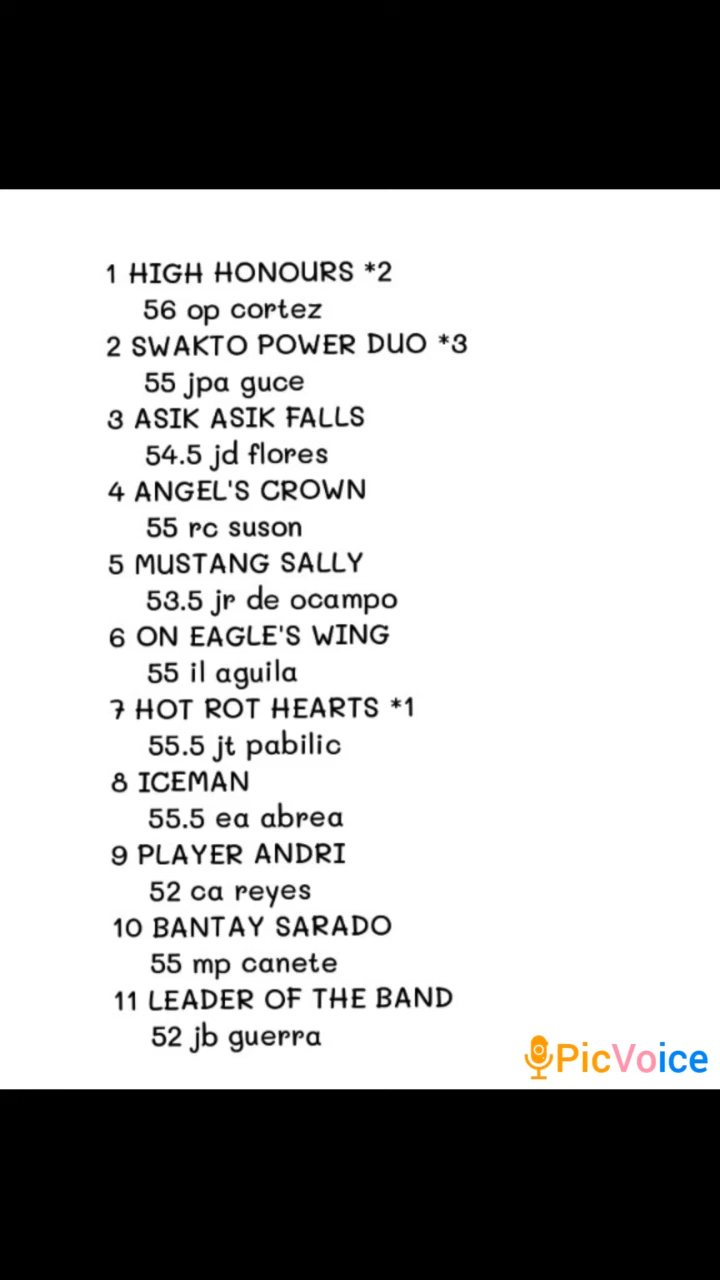 1 HIGH HONOURS *2
56 op cortez
2 SWAKTO POWER DUO *3
55 jpa guce
3 ASIK ASIK FALLS
54.5 jd flores
4 ANGEL'S CROWN
55 rc suson
5 MUSTANG SALLY
53.5 jr de ocampo
6 ON EAGLE'S WING
55 il aguila
7 HOT ROT HEARTS *1
55.5 jt pabilic
8 ICEMAN
55.5 ea abrea
9 PLAYER ANDRI
52 ca reyes
10 BANTAY SARADO
55 mp canete
11 LEADER OF THE BAND
52 jb guerra
PicVoice